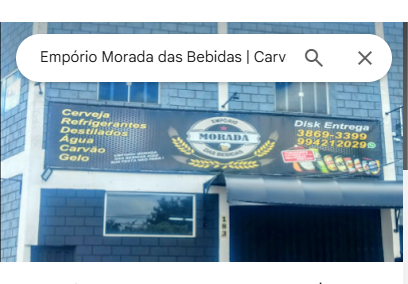 Empório Morada das Bebidas | Carv
Cerveja
Refrigerantes
Destilados
Água
Carvão
Gelo
EMPÓRIO
MORADA
DAS BEBIDAS
Disk Entrega
3869-3399
994212029
183